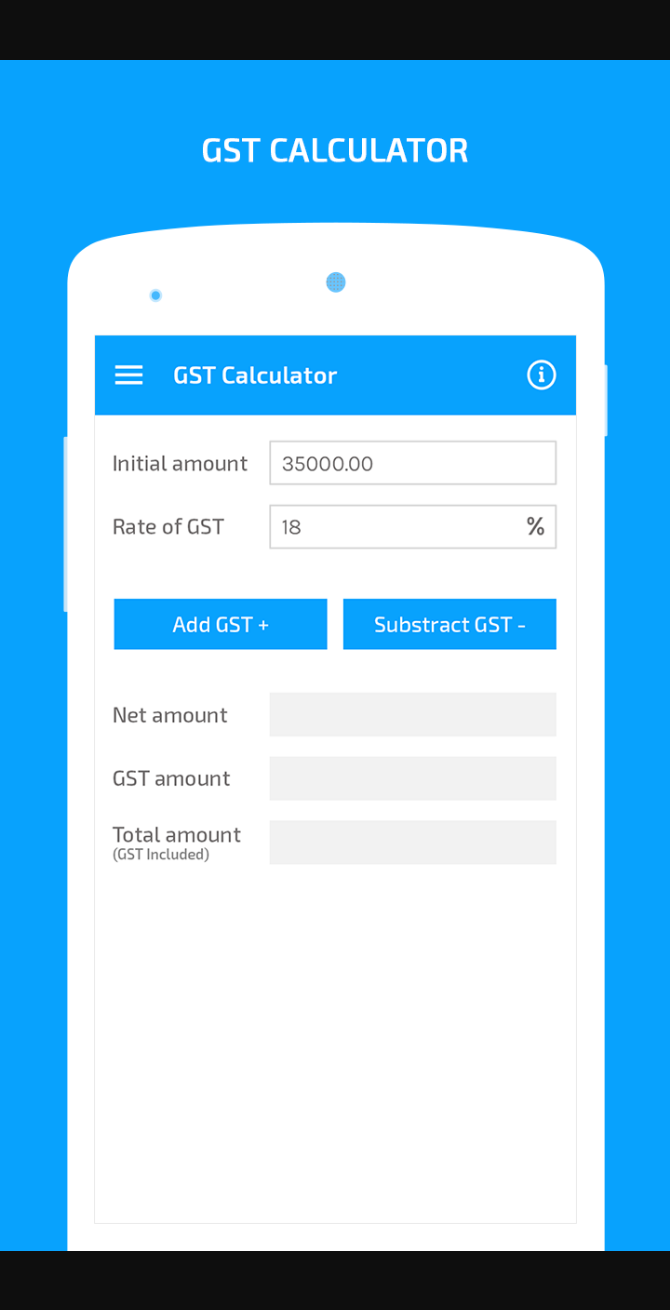 GST CALCULATOR
GST Calculator
Initial amount 35000.00
Rate of GST 18 %
Add GST + Substract GST -
Net amount
GST amount
Total amount
(GST Included)